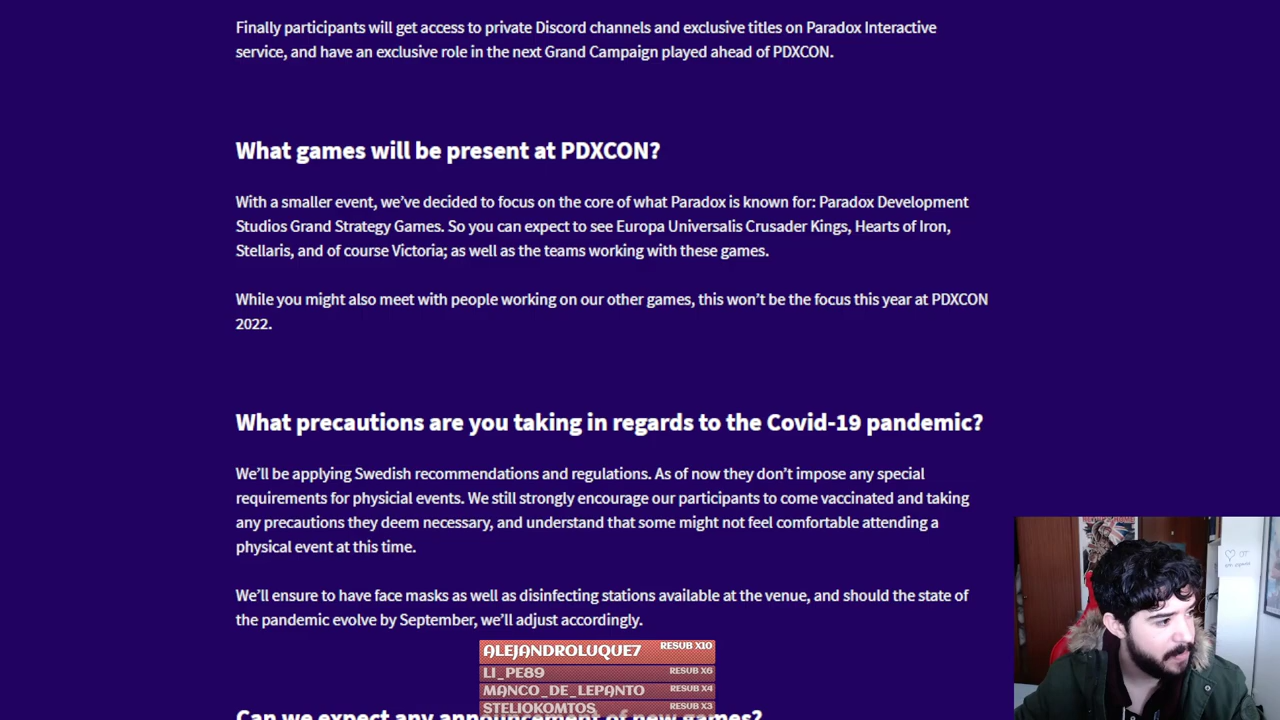 Finally participants will get access to private Discord channels and exclusive titles on Paradox Interactive
service, and have an exclusive role in the next Grand Campaign played ahead of PDXCON.
What games will be present at PDXCON?
With a smaller event, we’ve decided to focus on the core of what Paradox is known for: Paradox Development
Studios Grand Strategy Games. So you can expect to see Europa Universalis Crusader Kings, Hearts of Iron,
Stellaris, and of course Victoria; as well as the teams working with these games.
While you might also meet with people working on our other games, this won’t be the focus this year at PDXCON
2022.
What precautions are you taking in regards to the Covid-19 pandemic?
We’ll be applying Swedish recommendations and regulations. As of now they don’t impose any special
requirements for physicial events. We still strongly encourage our participants to come vaccinated and taking
any precautions they deem necessary, and understand that some might not feel comfortable attending a
physical event at this time.
We’ll ensure to have face masks as well as disinfecting stations available at the venue, and should the state of
the pandemic evolve by September, we’ll adjust accordingly.
ALEJANDROLUQUE7 RESUB X10
LI_PE89 RESUB X6
MANCO_DE_LEPANTO RESUB X4
STELIOKOMTOS RESUB X3
Can we expect any announcement of new games?